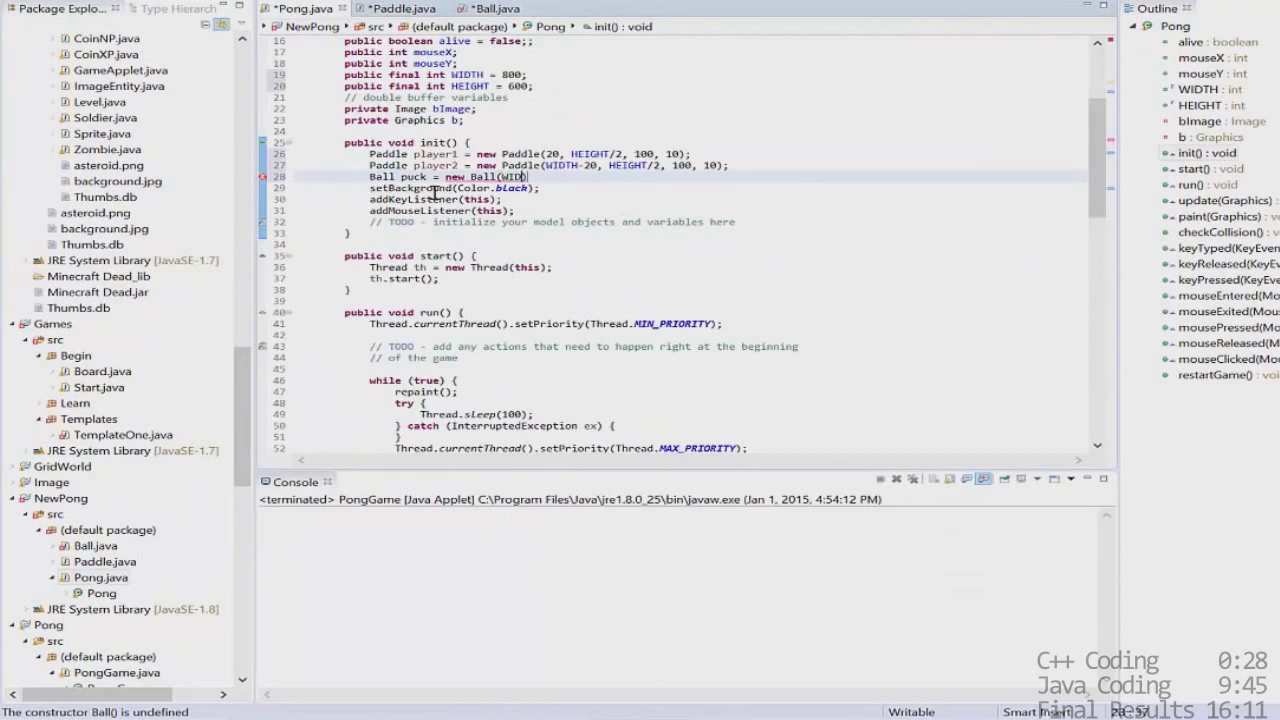 Package Explo...
Type Hierarch
*Pong.java
*Paddle.java
*Ball.java
Outline
NewPong
src
(default package)
Pong
init() : void
CoinNP.java
CoinXP.java
GameApplet.java
ImageEntity.java
Level.java
Soldier.java
Sprite.java
Zombie.java
asteroid.png
background.jpg
Thumbs.db
asteroid.png
background.jpg
Thumbs.db
JRE System Library [JavaSE-1.7]
Minecraft Dead_lib
Minecraft Dead.jar
Thumbs.db
Games
src
Begin
Board.java
Start.java
Learn
Templates
TemplateOne.java
JRE System Library [JavaSE-1.7]
GridWorld
Image
NewPong
src
(default package)
Ball.java
Paddle.java
Pong.java
Pong
JRE System Library [JavaSE-1.8]
Pong
src
(default package)
PongGame.java
16 public boolean alive = false;;
17 public int mouseX;
18 public int mouseY;
19 public final int WIDTH = 800;
20 public final int HEIGHT = 600;
21 // double buffer variables
22 private Image bImage;
23 private Graphics b;
24
25 public void init() {
26 Paddle player1 = new Paddle(20, HEIGHT/2, 100, 10);
27 Paddle player2 = new Paddle(WIDTH-20, HEIGHT/2, 100, 10);
28 Ball puck = new Ball(WID)
29 setBackground(Color.black);
30 addKeyListener(this);
31 addMouseListener(this);
32 // TODO - initialize your model objects and variables here
33 }
34
35 public void start() {
36 Thread th = new Thread(this);
37 th.start();
38 }
39
40 public void run() {
41 Thread.currentThread().setPriority(Thread.MIN_PRIORITY);
42
43 // TODO - add any actions that need to happen right at the beginning
44 // of the game
45
46 while (true) {
47 repaint();
48 try {
49 Thread.sleep(100);
50 } catch (InterruptedException ex) {
51 }
52 Thread.currentThread().setPriority(Thread.MAX_PRIORITY);
Console
<terminated> PongGame [Java Applet] C:\Program Files\Java\jre1.8.0_25\bin\javaw.exe (Jan 1, 2015, 4:54:12 PM)
Pong
alive : boolean
mouseX : int
mouseY : int
WIDTH : int
HEIGHT : int
bImage : Image
b : Graphics
init() : void
start() : void
run() : void
update(Graphics)
paint(Graphics)
checkCollision()
keyTyped(KeyEven
keyReleased(KeyE
keyPressed(KeyEv
mouseEntered(Mo
mouseExited(Mou
mousePressed(Mo
mouseReleased(M
mouseClicked(Mou
restartGame() : vo
C++ Coding 0:28
Java Coding 9:45
Final Results 16:11
The constructor Ball() is undefined
Writable
Smart Insert